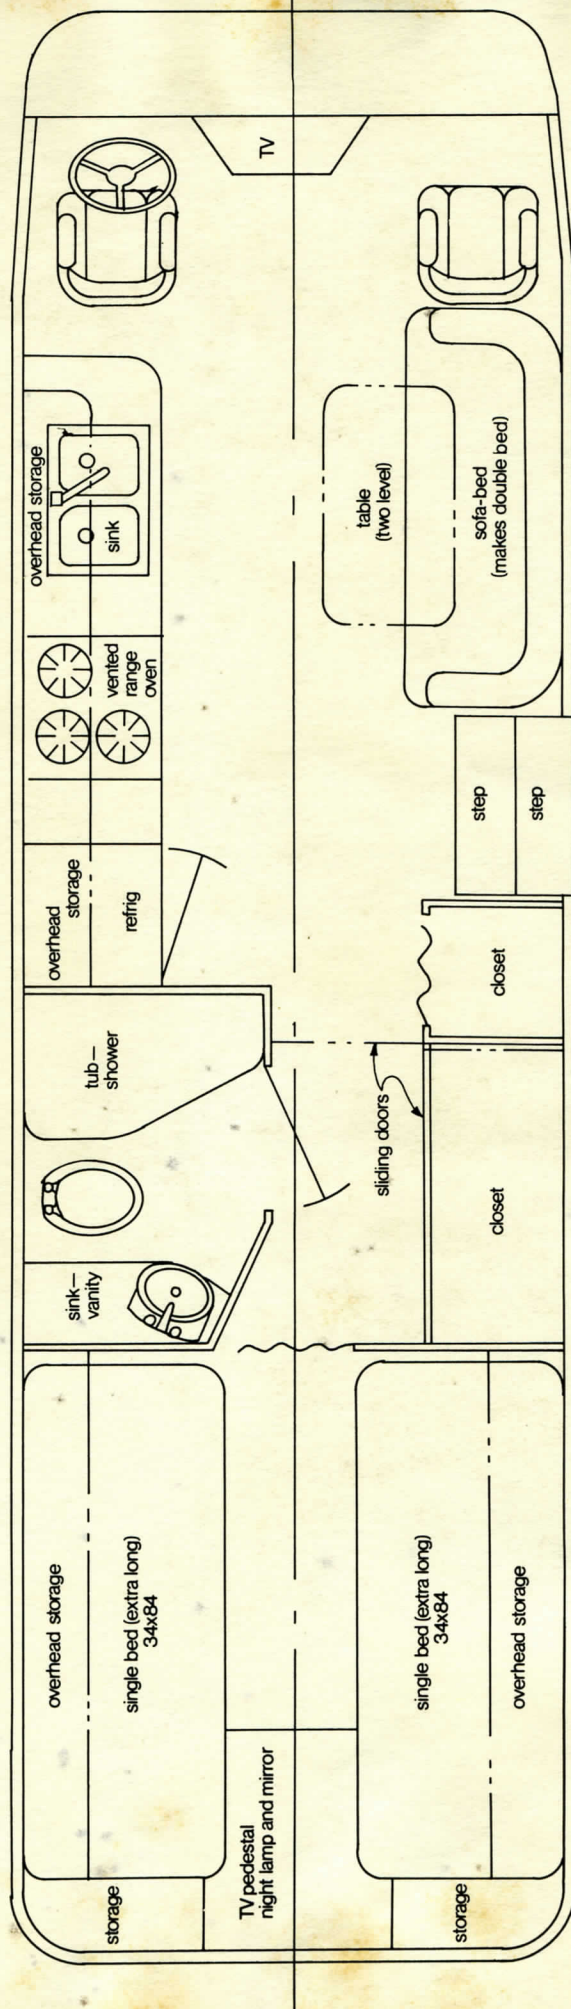 TV
overhead storage
sink
table
(two level)
sofa-bed
(makes double bed)
vented
range
oven
step
step
overhead
storage
refrig
closet
tub—
shower
sliding doors
closet
sink—
vanity
overhead storage
single bed (extra long)
34x84
single bed (extra long)
34x84
overhead storage
TV pedestal
night lamp and mirror
storage
storage